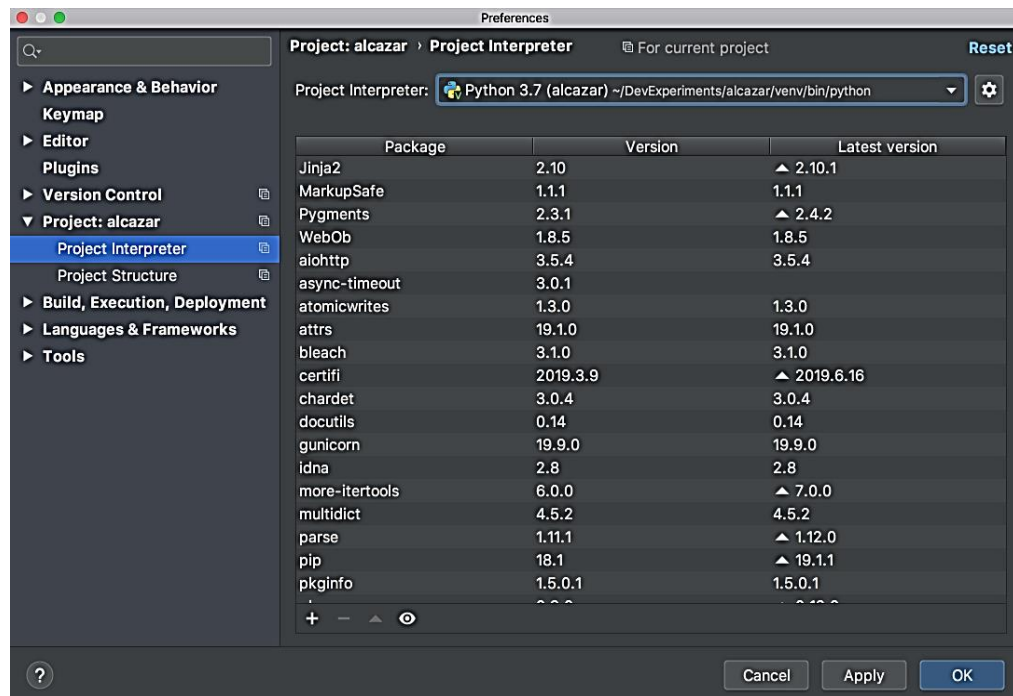 Preferences
Project: alcazar › Project Interpreter For current project Reset
Appearance & Behavior
Keymap
Editor
Plugins
Version Control
Project: alcazar
Project Interpreter
Project Structure
Build, Execution, Deployment
Languages & Frameworks
Tools
Project Interpreter: Python 3.7 (alcazar) ~/DevExperiments/alcazar/venv/bin/python
Package Version Latest version
Jinja2 2.10 ▲ 2.10.1
MarkupSafe 1.1.1 1.1.1
Pygments 2.3.1 ▲ 2.4.2
WebOb 1.8.5 1.8.5
aiohttp 3.5.4 3.5.4
async-timeout 3.0.1
atomicwrites 1.3.0 1.3.0
attrs 19.1.0 19.1.0
bleach 3.1.0 3.1.0
certifi 2019.3.9 ▲ 2019.6.16
chardet 3.0.4 3.0.4
docutils 0.14 0.14
gunicorn 19.9.0 19.9.0
idna 2.8 2.8
more-itertools 6.0.0 ▲ 7.0.0
multidict 4.5.2 4.5.2
parse 1.11.1 ▲ 1.12.0
pip 18.1 ▲ 19.1.1
pkginfo 1.5.0.1 1.5.0.1
? Cancel Apply OK